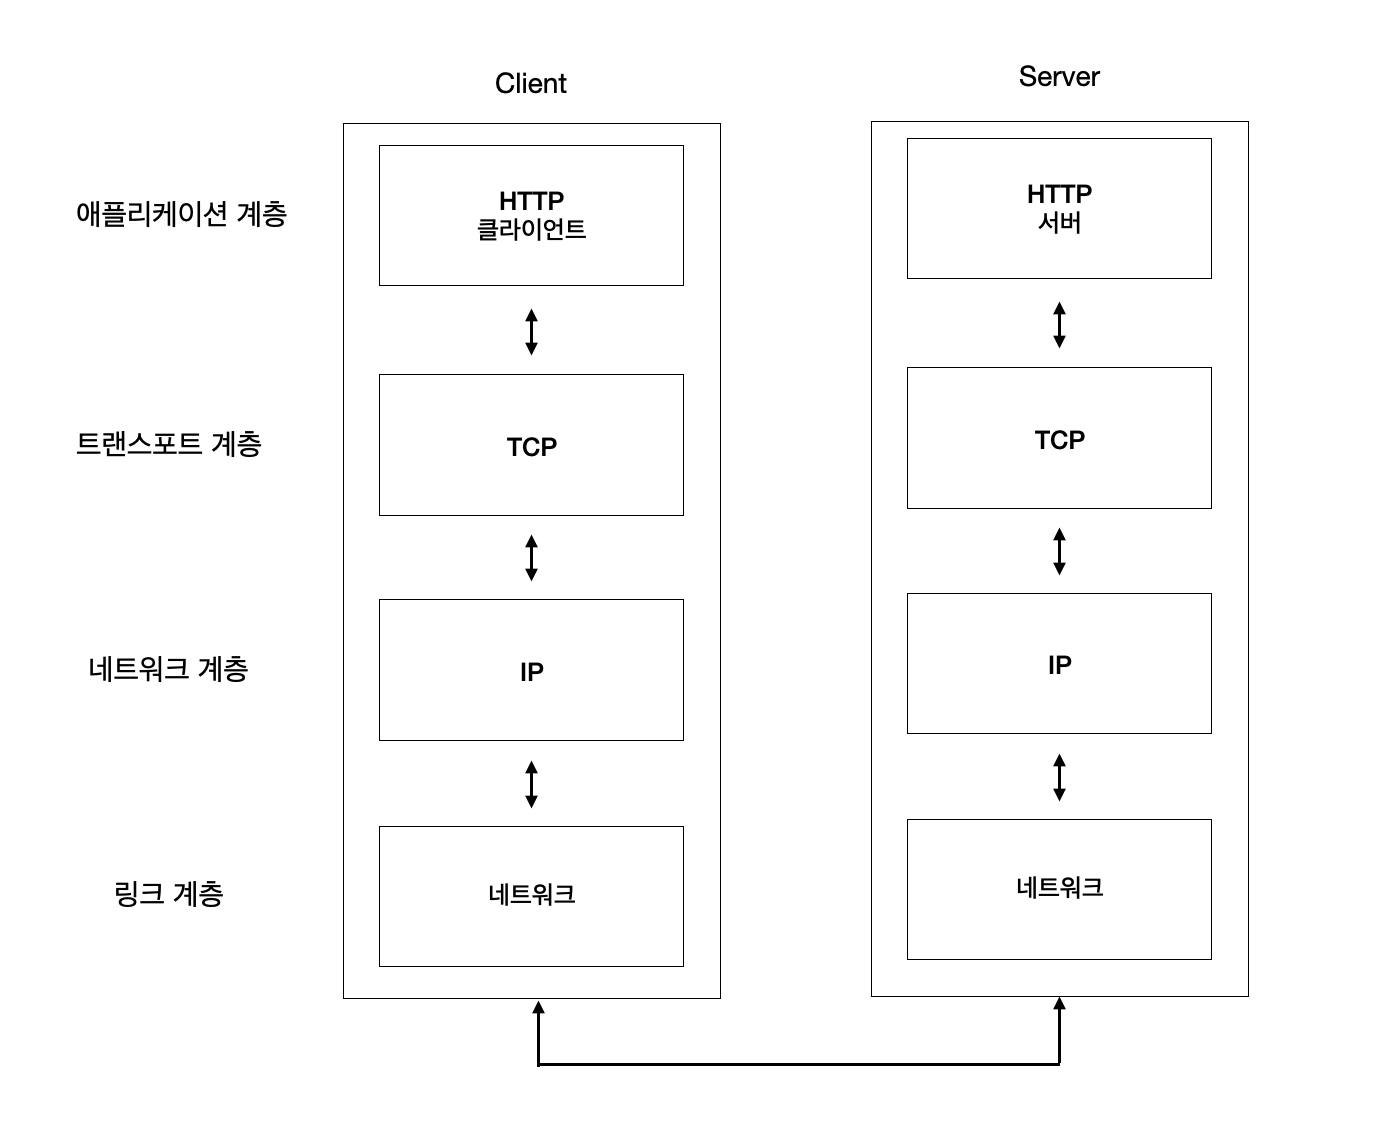 Client
Server
애플리케이션 계층
HTTP
클라이언트
HTTP
서버
트랜스포트 계층
TCP
TCP
네트워크 계층
IP
IP
링크 계층
네트워크
네트워크